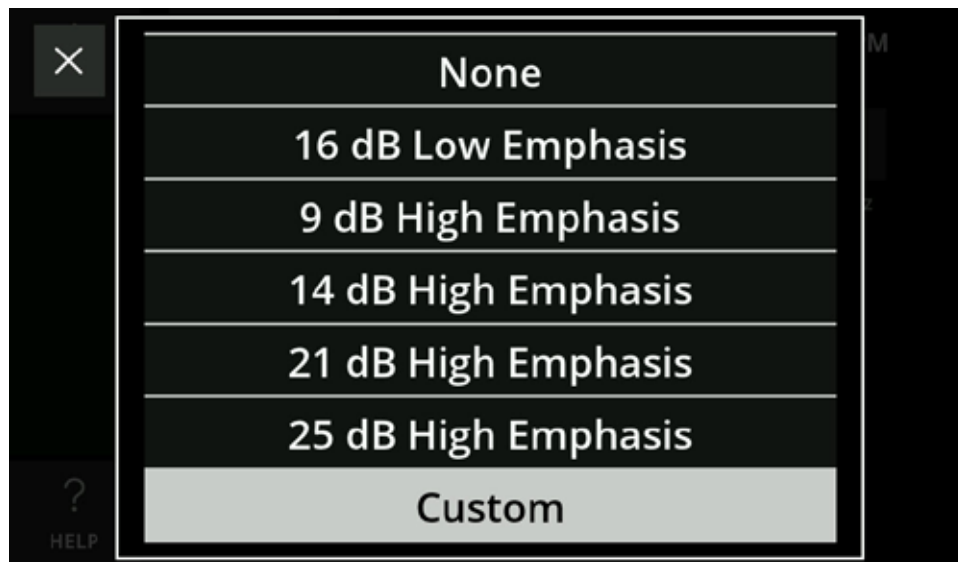 M
None
16 dB Low Emphasis
9 dB High Emphasis
z
14 dB High Emphasis
21 dB High Emphasis
25 dB High Emphasis
?
Custom
HELP